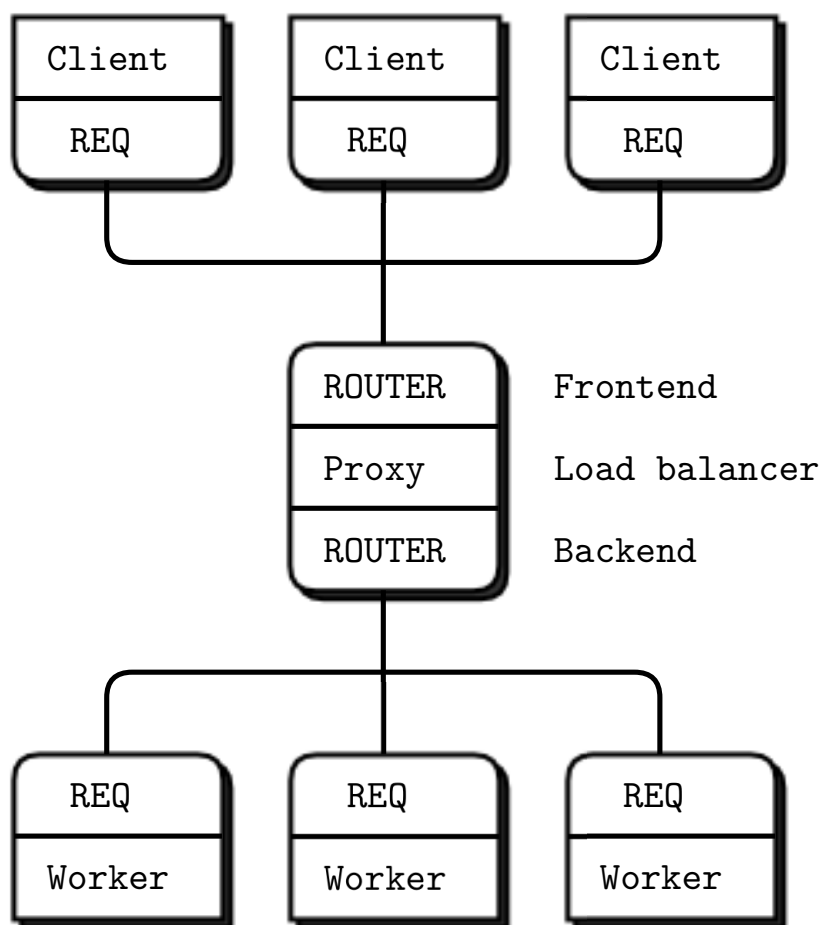 Client Client Client
REQ REQ REQ
ROUTER Frontend
Proxy Load balancer
ROUTER Backend
REQ REQ REQ
Worker Worker Worker